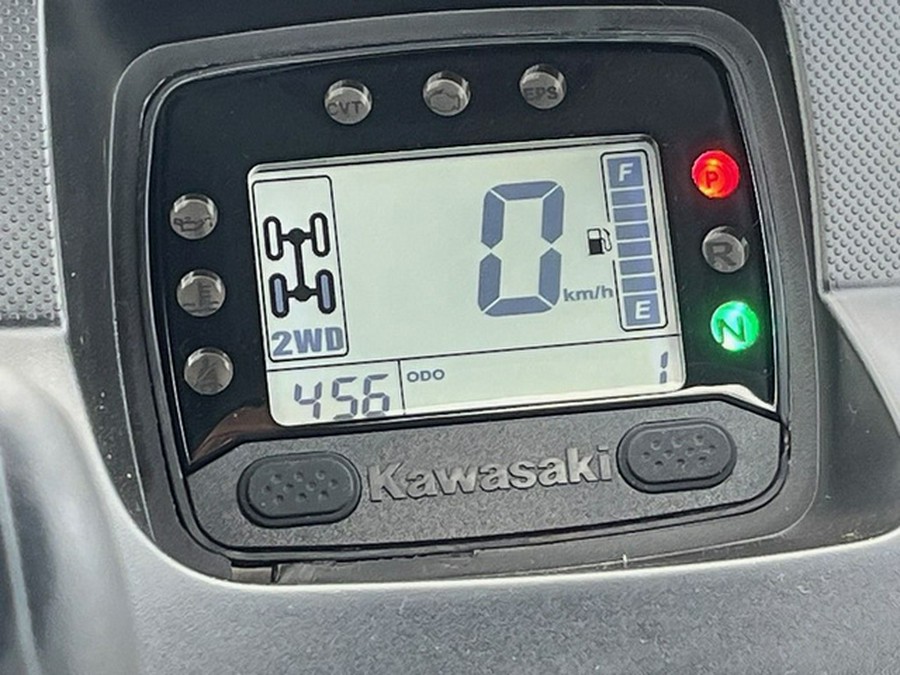 CVT
EPS
F
P
0
R
km/h
E
N
2WD
456
ODO
1
Kawasaki